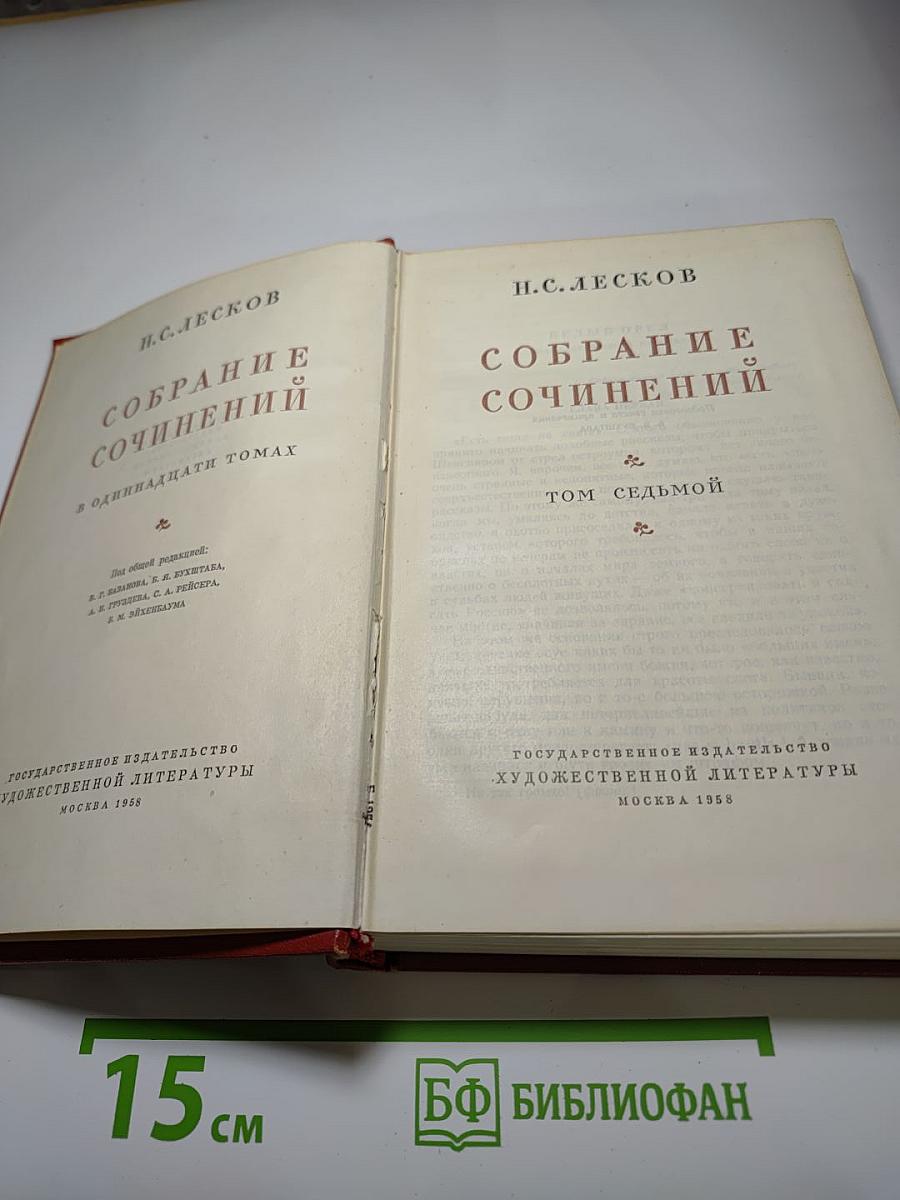 Н.С.ЛЕСКОВ
СОБРАНИЕ
СОЧИНЕНИЙ
В ОДИННАДЦАТИ ТОМАХ
Под общей редакцией:
В. Г. БАЗАНОВА, Б. Я. БУХШТАБА,
А. И. ГРУЗДЕВА, С. А. РЕЙСЕРА,
Б. М. ЭЙХЕНБАУМА
ГОСУДАРСТВЕННОЕ ИЗДАТЕЛЬСТВО
ХУДОЖЕСТВЕННОЙ ЛИТЕРАТУРЫ
МОСКВА 1958
Н.С.ЛЕСКОВ
СОБРАНИЕ
СОЧИНЕНИЙ
ТОМ СЕДЬМОЙ
ГОСУДАРСТВЕННОЕ ИЗДАТЕЛЬСТВО
ХУДОЖЕСТВЕННОЙ ЛИТЕРАТУРЫ
МОСКВА 1958
15 см
БФ БИБЛИОФАН